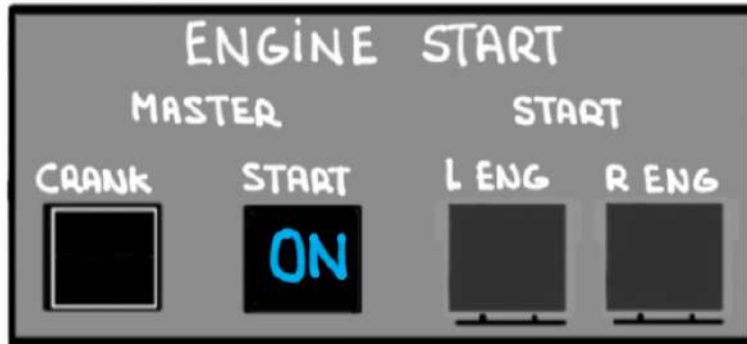 ENGINE START
MASTER START
CRANK START L ENG R ENG
ON